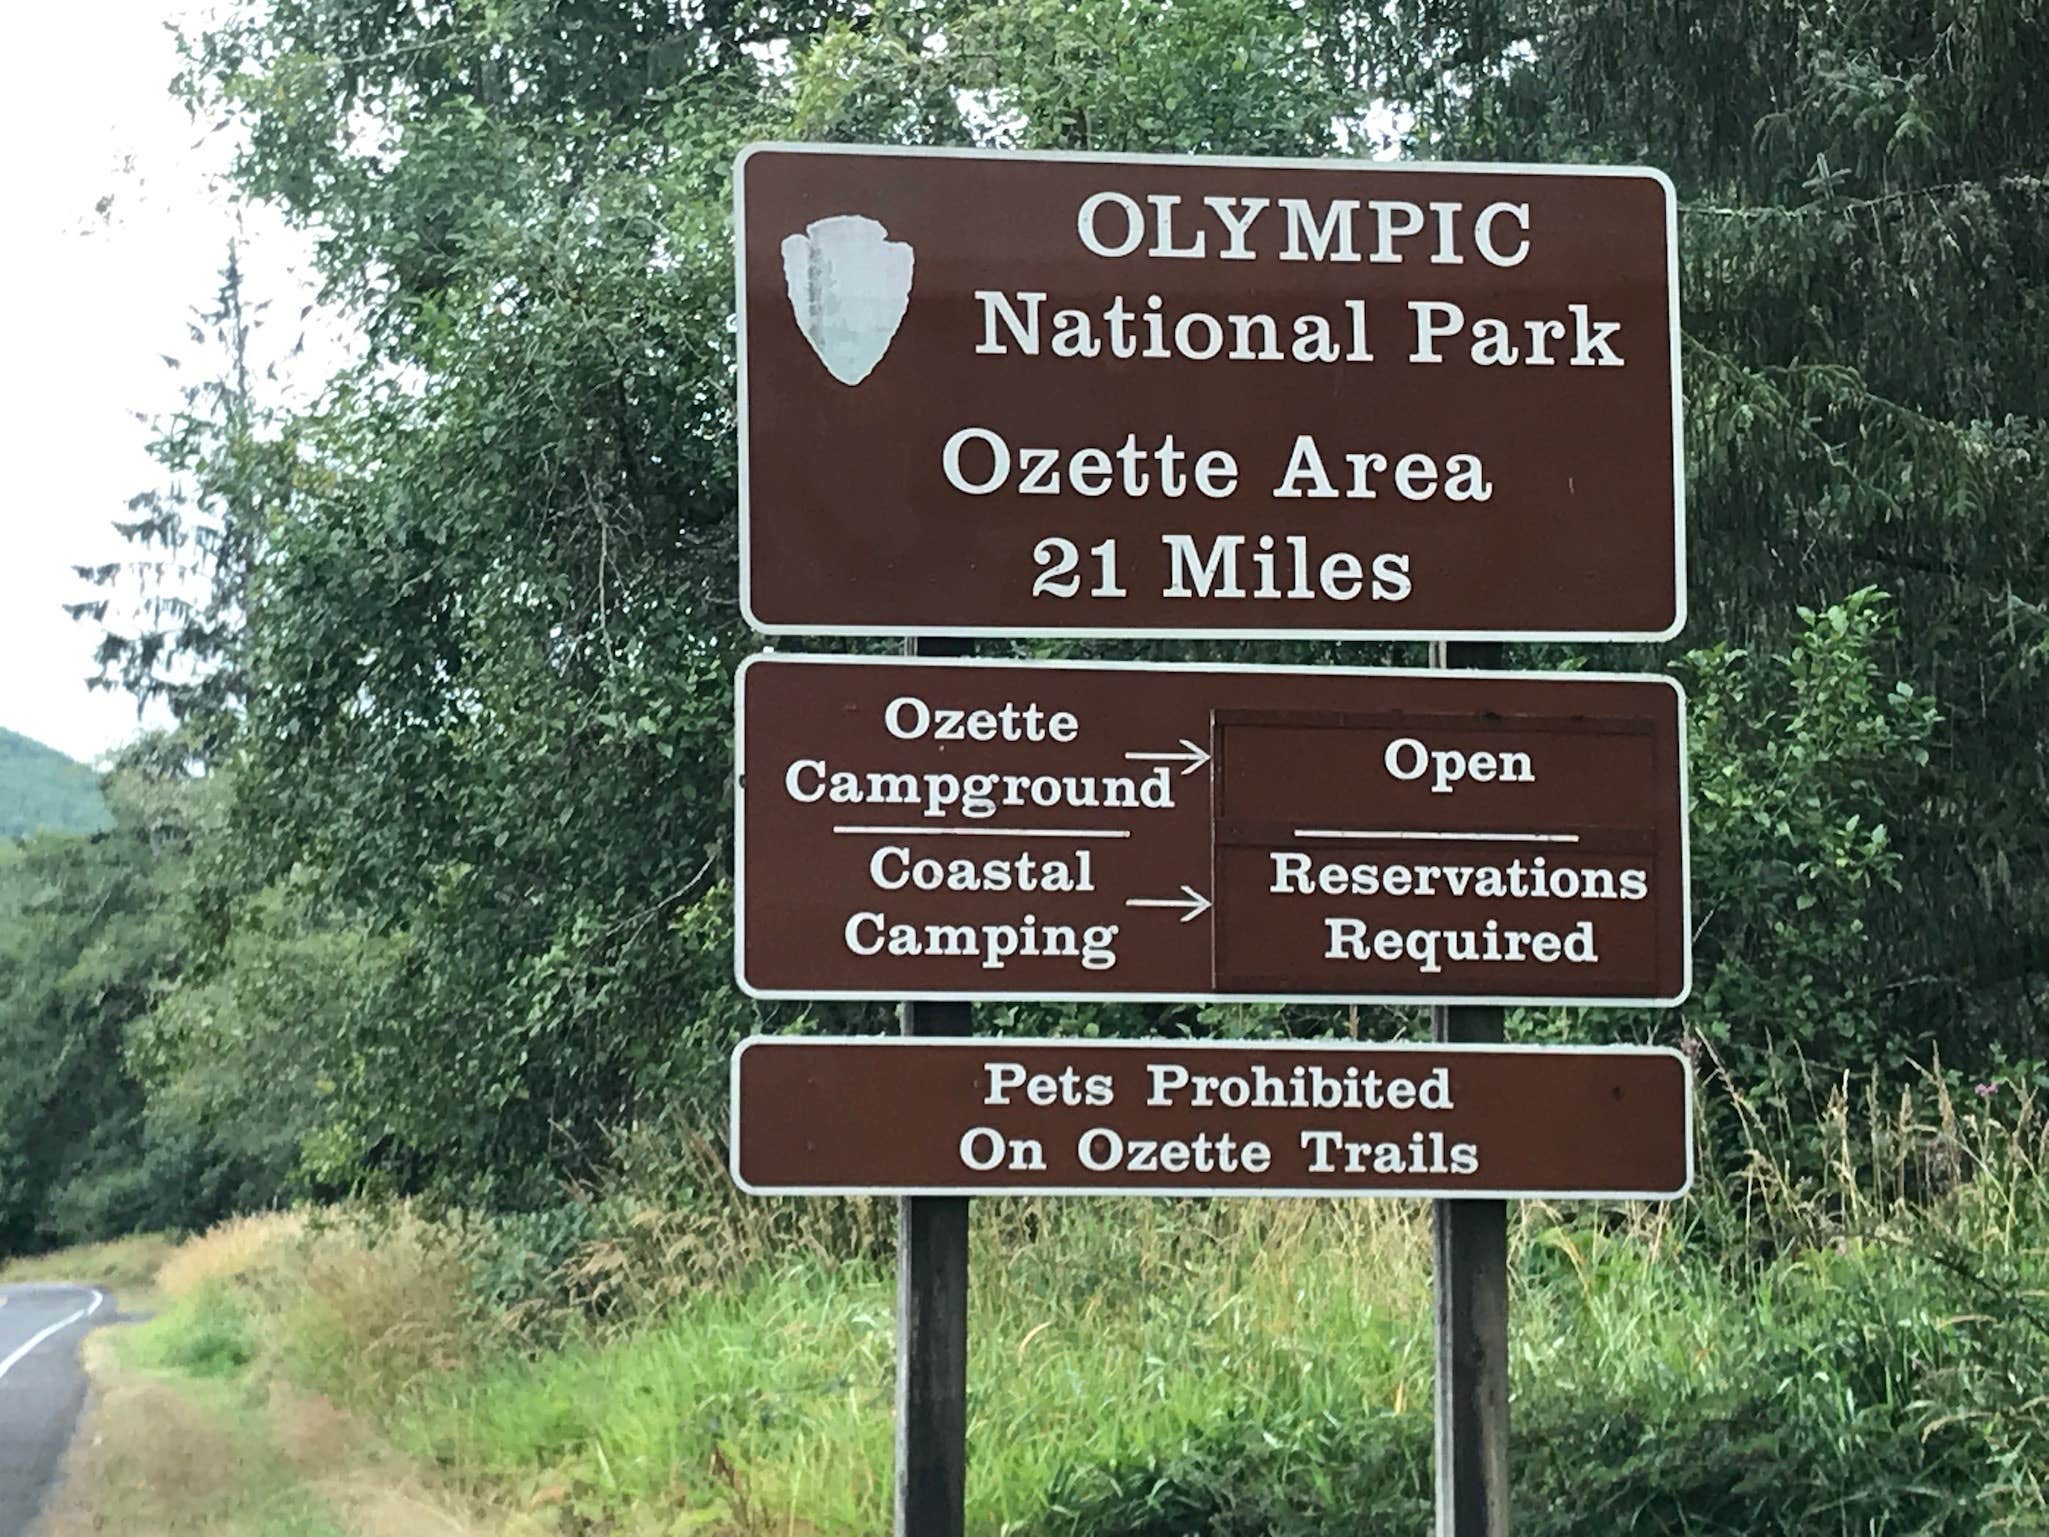 OLYMPIC
National Park
Ozette Area
21 Miles
Ozette
Campground
Open
Coastal
Camping
Reservations
Required
Pets Prohibited
On Ozette Trails